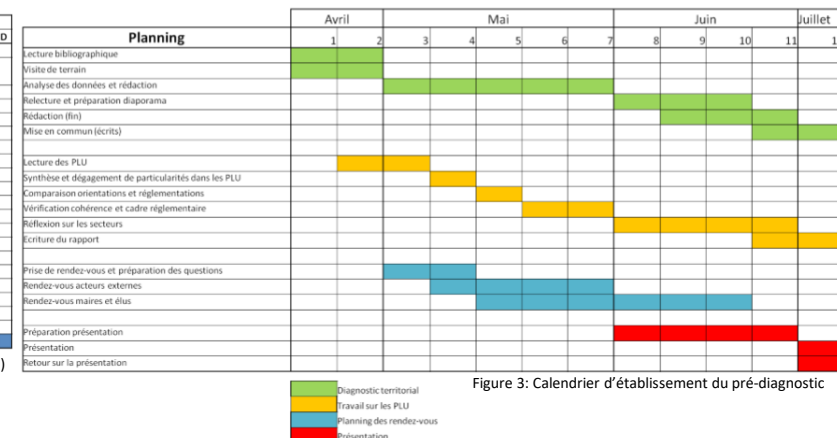 D
Avril Mai Juin Juillet
Planning 1 2 3 4 5 6 7 8 9 10 11 1
Lecture bibliographique
Visite de terrain
Analyse des données et rédaction
Relecture et préparation diaporama
Rédaction (fin)
Mise en commun (écrits)
Lecture des PLU
Synthèse et dégagement de particularités dans les PLU
Comparaison orientations et réglementations
Vérification cohérence et cadre réglementaire
Réflexion sur les secteurs
Ecriture du rapport
Prise de rendez-vous et préparation des questions
Rendez-vous acteurs externes
Rendez-vous maires et élus
Préparation présentation
Présentation
)
Retour sur la présentation
Figure 3: Calendrier d'établissement du pré-diagnostic
Diagnostic territorial
Travail sur les PLU
Planning des rendez-vous
Présentation